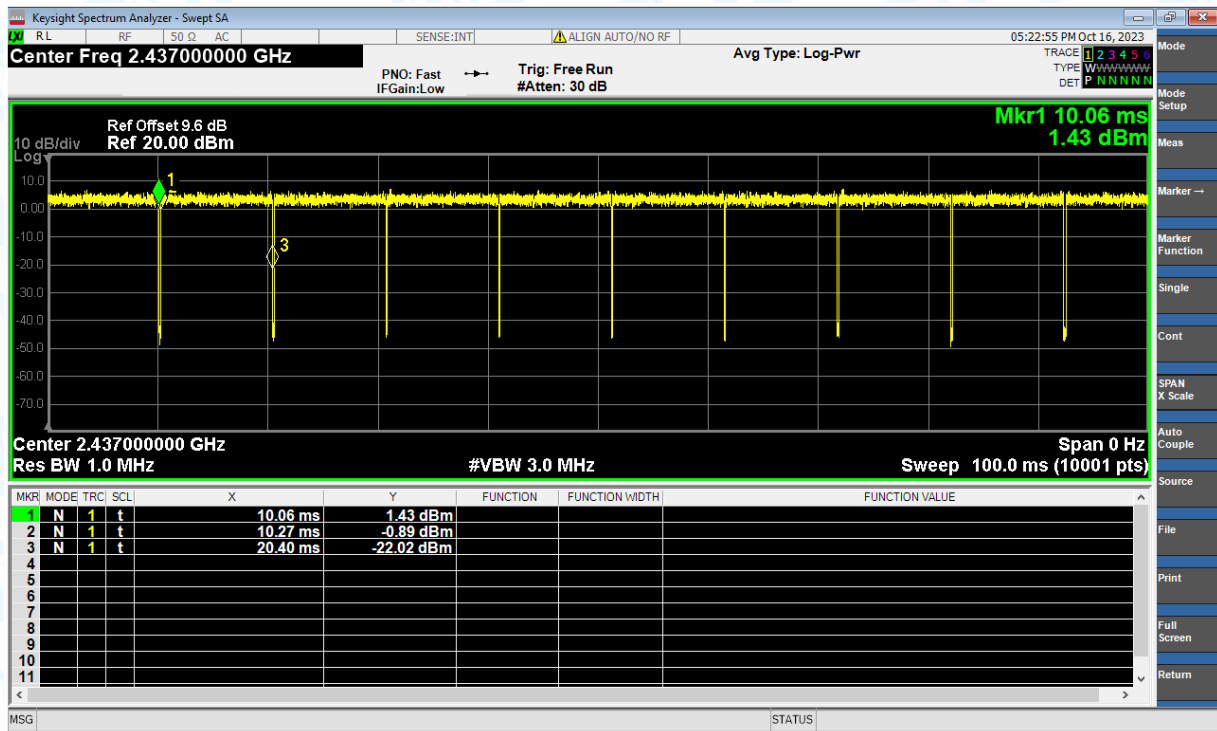 Keysight Spectrum Analyzer - Swept SA
LXI RL RF 50 Ω AC SENSE:INT ALIGN AUTO/NO RF 05:22:55 PM Oct 16, 2023
Center Freq 2.437000000 GHz Avg Type: Log-Pwr TRACE 1 2 3 4 5 6
PNO: Fast Trig: Free Run TYPE WWWWWW
IFGain:Low #Atten: 30 dB DET P N N N N N
Mkr1 10.06 ms
1.43 dBm
Ref Offset 9.6 dB
10 dB/div Ref 20.00 dBm
Log
10.0
0.00
-10.0
-20.0
-30.0
-40.0
-50.0
-60.0
-70.0
1
3
Center 2.437000000 GHz Span 0 Hz
Res BW 1.0 MHz #VBW 3.0 MHz Sweep 100.0 ms (10001 pts)
MKR MODE TRC SCL X Y FUNCTION FUNCTION WIDTH FUNCTION VALUE
1 N 1 t 10.06 ms 1.43 dBm
2 N 1 t 10.27 ms -0.89 dBm
3 N 1 t 20.40 ms -22.02 dBm
4
5
6
7
8
9
10
11
MSG STATUS
Mode
Mode
Setup
Meas
Marker →
Marker
Function
Single
Cont
SPAN
X Scale
Auto
Couple
Source
File
Print
Full
Screen
Return